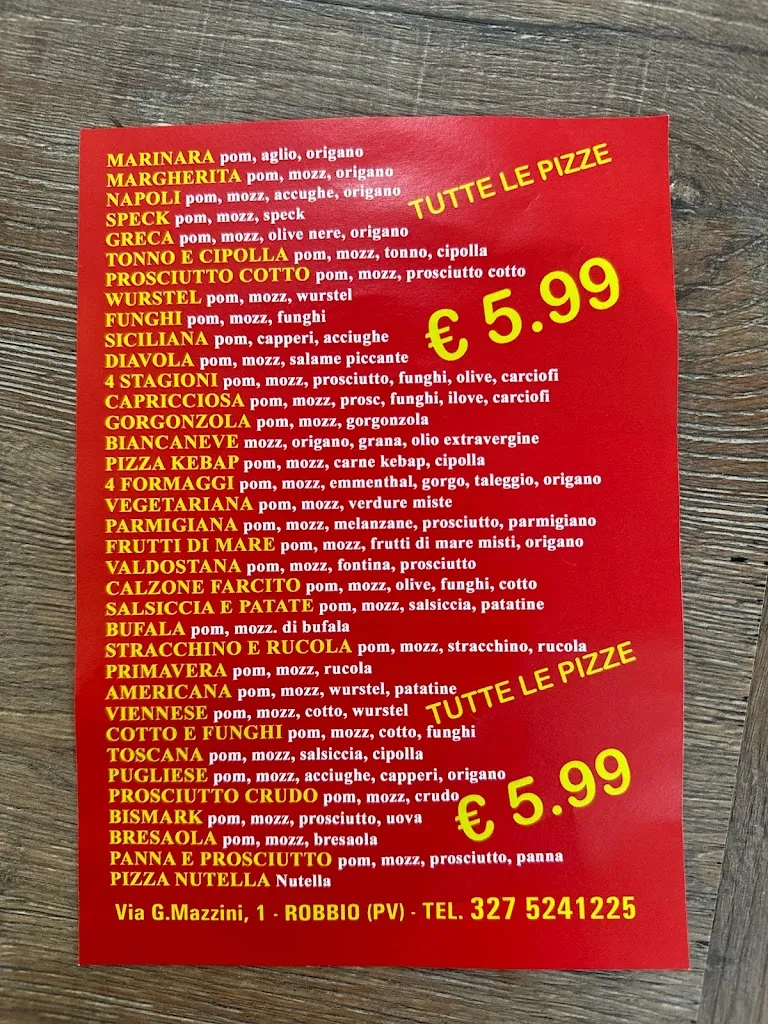 MARINARA pom, aglio, origano
MARGHERITA pom, mozz, origano
NAPOLI pom, mozz, accughe, origano
SPECK pom, mozz, speck
GRECA pom, mozz, olive nere, origano
TUTTE LE PIZZE
€ 5.99
TONNO E CIPOLLA pom, mozz, tonno, cipolla
PROSCIUTTO COTTO pom, mozz, prosciutto cotto
WURSTEL pom, mozz, wurstel
FUNGHI pom, mozz, funghi
SICILIANA pom, capperi, acciughe
DIAVOLA pom, mozz, salame piccante
4 STAGIONI pom, mozz, prosciutto, funghi, olive, carciofi
CAPRICCIOSA pom, mozz, prosc, funghi, ilove, carciofi
GORGONZOLA pom, mozz, gorgonzola
BIANCANEVE mozz, origano, grana, olio extravergine
PIZZA KEBAP pom, mozz, carne kebap, cipolla
4 FORMAGGI pom, mozz, emmenthal, gorgo, taleggio, origano
VEGETARIANA pom, mozz, verdure miste
PARMIGIANA pom, mozz, melanzane, prosciutto, parmigiano
FRUTTI DI MARE pom, mozz, frutti di mare misti, origano
VALDOSTANA pom, mozz, fontina, prosciutto
CALZONE FARCITO pom, mozz, olive, funghi, cotto
SALSICCIA E PATATE pom, mozz, salsiccia, patatine
BUFALA pom, mozz. di bufala
STRACCHINO E RUCOLA pom, mozz, stracchino, rucola
PRIMAVERA pom, mozz, rucola
AMERICANA pom, mozz, wurstel, patatine
VIENNESE pom, mozz, cotto, wurstel
TUTTE LE PIZZE
€ 5.99
COTTO E FUNGHI pom, mozz, cotto, funghi
TOSCANA pom, mozz, salsiccia, cipolla
PUGLIESE pom, mozz, acciughe, capperi, origano
PROSCIUTTO CRUDO pom, mozz, crudo
BISMARK pom, mozz, prosciutto, uova
BRESAOLA pom, mozz, bresaola
PANNA E PROSCIUTTO pom, mozz, prosciutto, panna
PIZZA NUTELLA Nutella
Via G.Mazzini, 1 - ROBBIO (PV) - TEL. 327 5241225